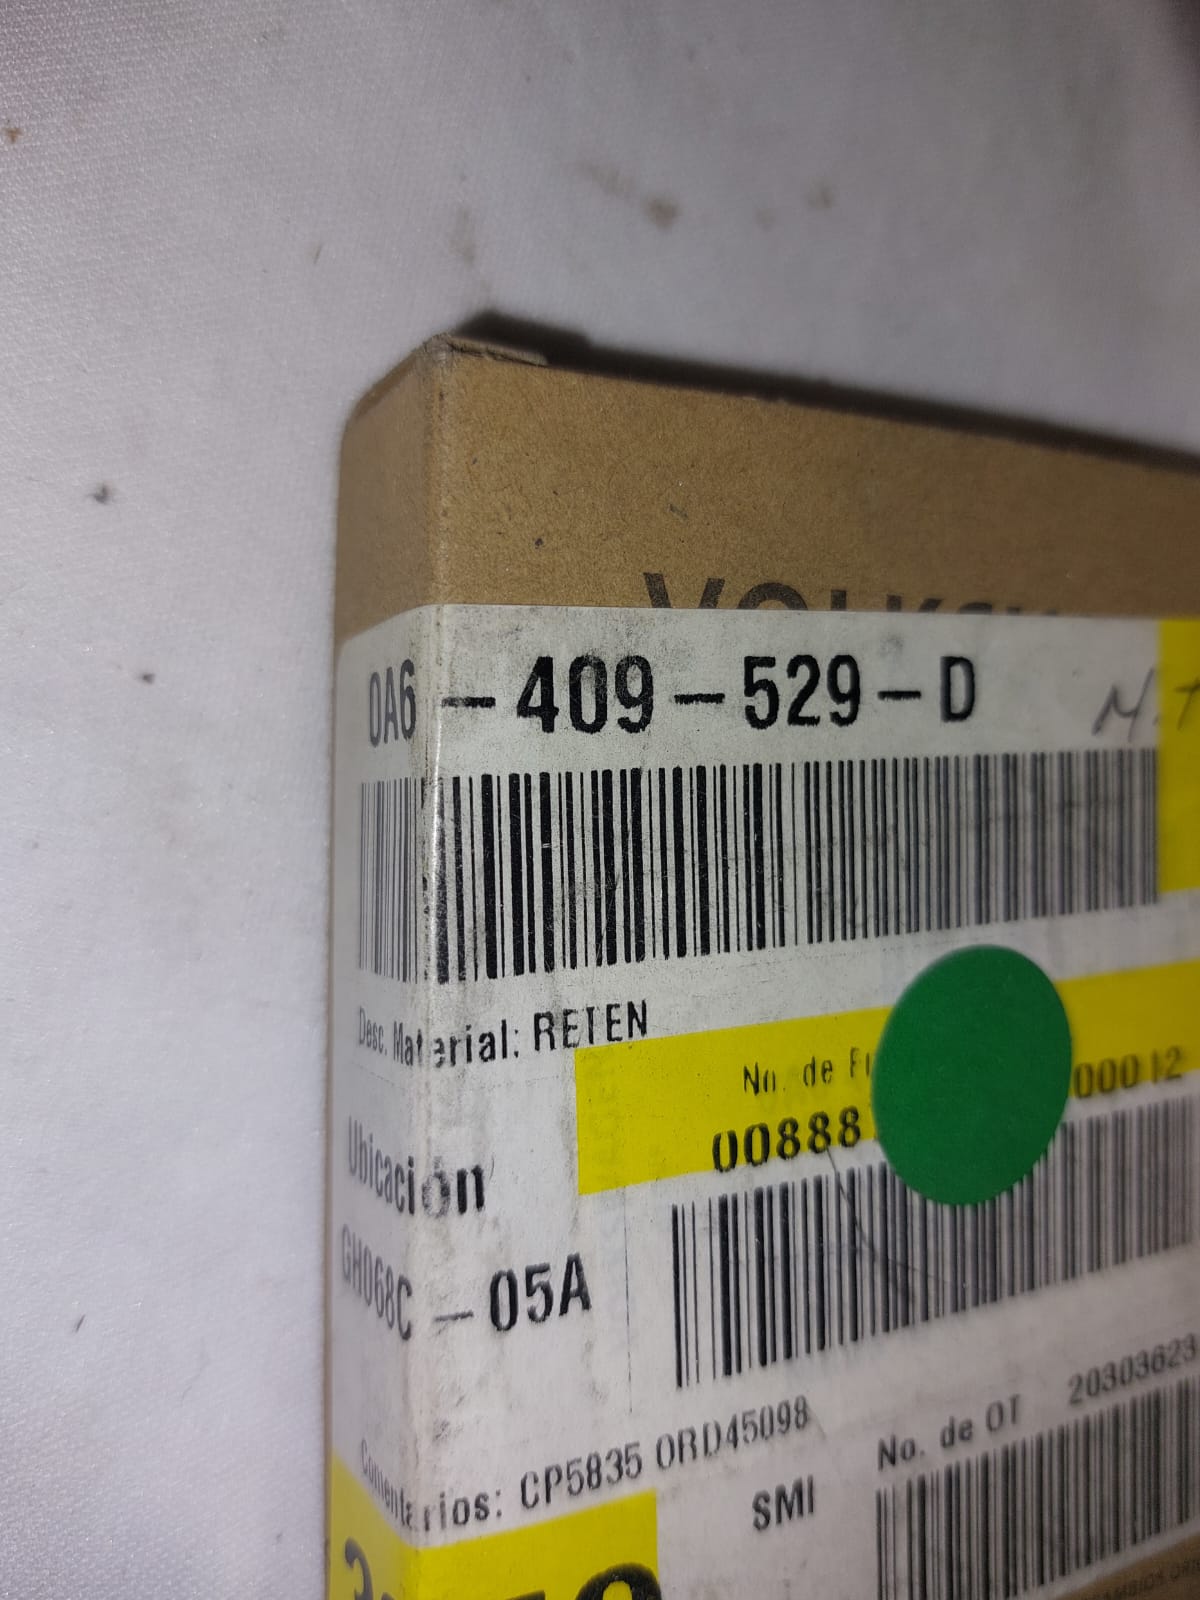 0A6-409-529-D
Desc. Material: RETEN
No. de
00888
00012
Ubicación
GH068C-05A
Comentarios: CP5835 ORD45098
No. de OT 20303623
SMI